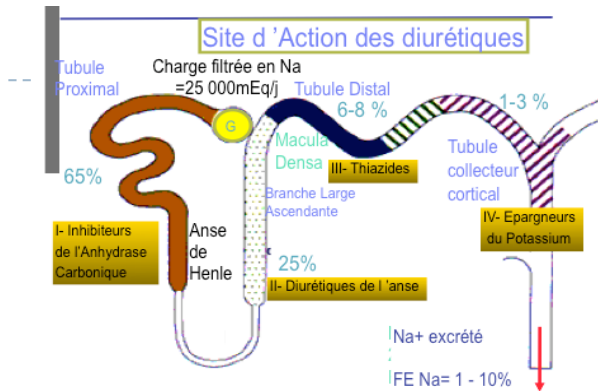 Site d 'Action des diurétiques
Tubule
Proximal
Charge filtrée en Na
=25 000mEq/j
Tubule Distal
6-8 %
1-3 %
G
Macula
Densa
65%
III- Thiazides
Tubule
collecteur
cortical
Branche Large
Ascendante
I- Inhibiteurs
de l'Anhydrase
Carbonique
Anse
de
Henle
IV- Epargneurs
du Potassium
25%
II- Diurétiques de l 'anse
Na+ excrété
FE Na= 1 - 10%